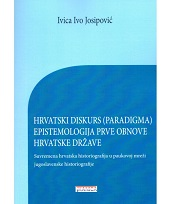 Ivica Ivo Josipović
HRVATSKI DISKURS (PARADIGMA)
EPISTEMOLOGIJA PRVE OBNOVE
HRVATSKE DRŽAVE
Suvremena hrvatska historiografija u paukovoj mreži
jugoslavenske historiografije